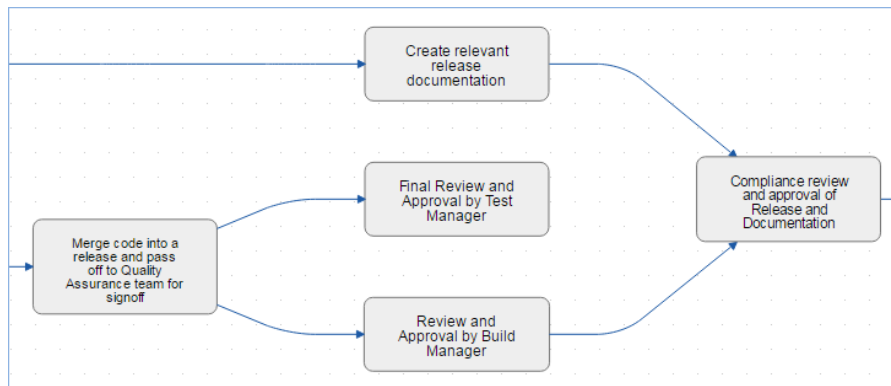 Create relevant
release
documentation
Final Review and
Approval by Test
Manager
Compliance review
and approval of
Release and
Documentation
Merge code into a
release and pass
off to Quality
Assurance team for
signoff
Review and
Approval by Build
Manager